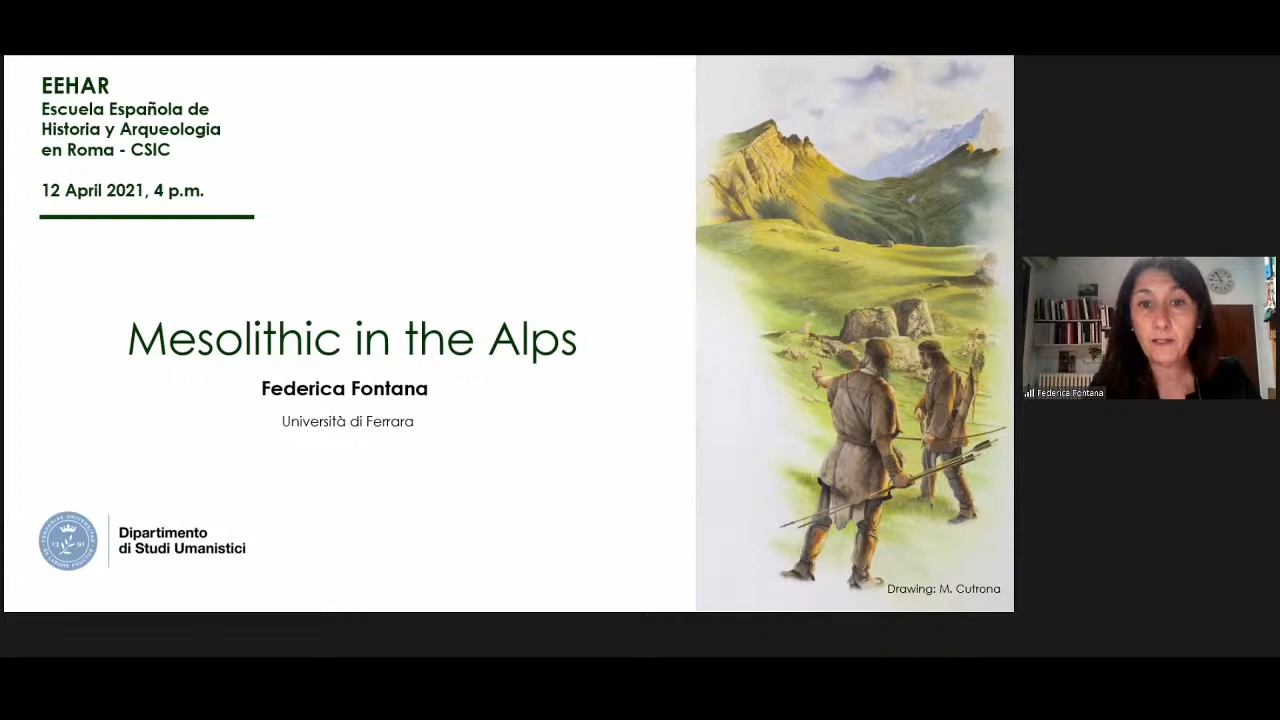 EEHAR
Escuela Española de
Historia y Arqueologia
en Roma - CSIC
12 April 2021, 4 p.m.
Mesolithic in the Alps
Federica Fontana
Università di Ferrara
Dipartimento
di Studi Umanistici
Drawing: M. Cutrona
Federica Fontana